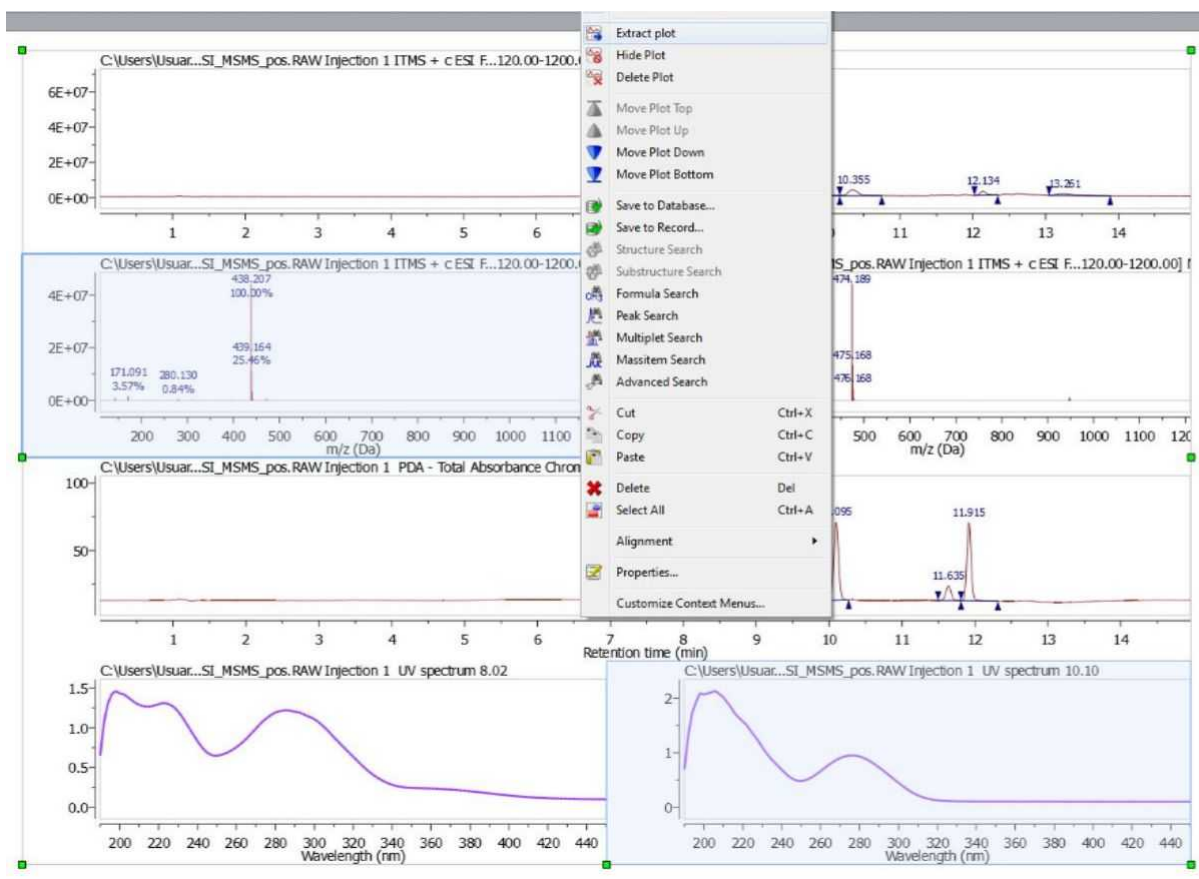 C:\Users\Usuar...SI_MSMS_pos.RAW Injection 1 ITMS + c ESI F...120.00-1200.
6E+07
4E+07
2E+07
0E+00
10.355
12.134
13.261
1 2 3 4 5 6 11 12 13 14
C:\Users\Usuar...SI_MSMS_pos.RAW Injection 1 ITMS + c ESI F...120.00-1200.
4E+07
2E+07
0E+00
438.207
100.00%
439.164
25.46%
171.091
3.57%
280.130
0.84%
200 300 400 500 600 700 800 900 1000 1100
m/z (Da)
Extract plot
Hide Plot
Delete Plot
Move Plot Top
Move Plot Up
Move Plot Down
Move Plot Bottom
Save to Database...
Save to Record...
Structure Search
Substructure Search
Formula Search
Peak Search
Multiplet Search
Massitem Search
Advanced Search
Cut Ctrl+X
Copy Ctrl+C
Paste Ctrl+V
Delete Del
Select All Ctrl+A
Alignment
Properties...
Customize Context Menus...
_pos.RAW Injection 1 ITMS + c ESI F...120.00-1200.00]
474.189
475.168
476.168
500 600 700 800 900 1000 1100
m/z (Da)
C:\Users\Usuar...SI_MSMS_pos.RAW Injection 1 PDA - Total Absorbance Chron
100
50
11.635
11.915
1 2 3 4 5 6 7 8 9 10 11 12 13 14
Retention time (min)
C:\Users\Usuar...SI_MSMS_pos.RAW Injection 1 UV spectrum 8.02
1.5
1.0
0.5
0.0
200 220 240 260 280 300 320 340 360 380 400 420 440
Wavelength (nm)
C:\Users\Usuar...SI_MSMS_pos.RAW Injection 1 UV spectrum 10.10
2
1
0
200 220 240 260 280 300 320 340 360 380 400 420 440
Wavelength (nm)